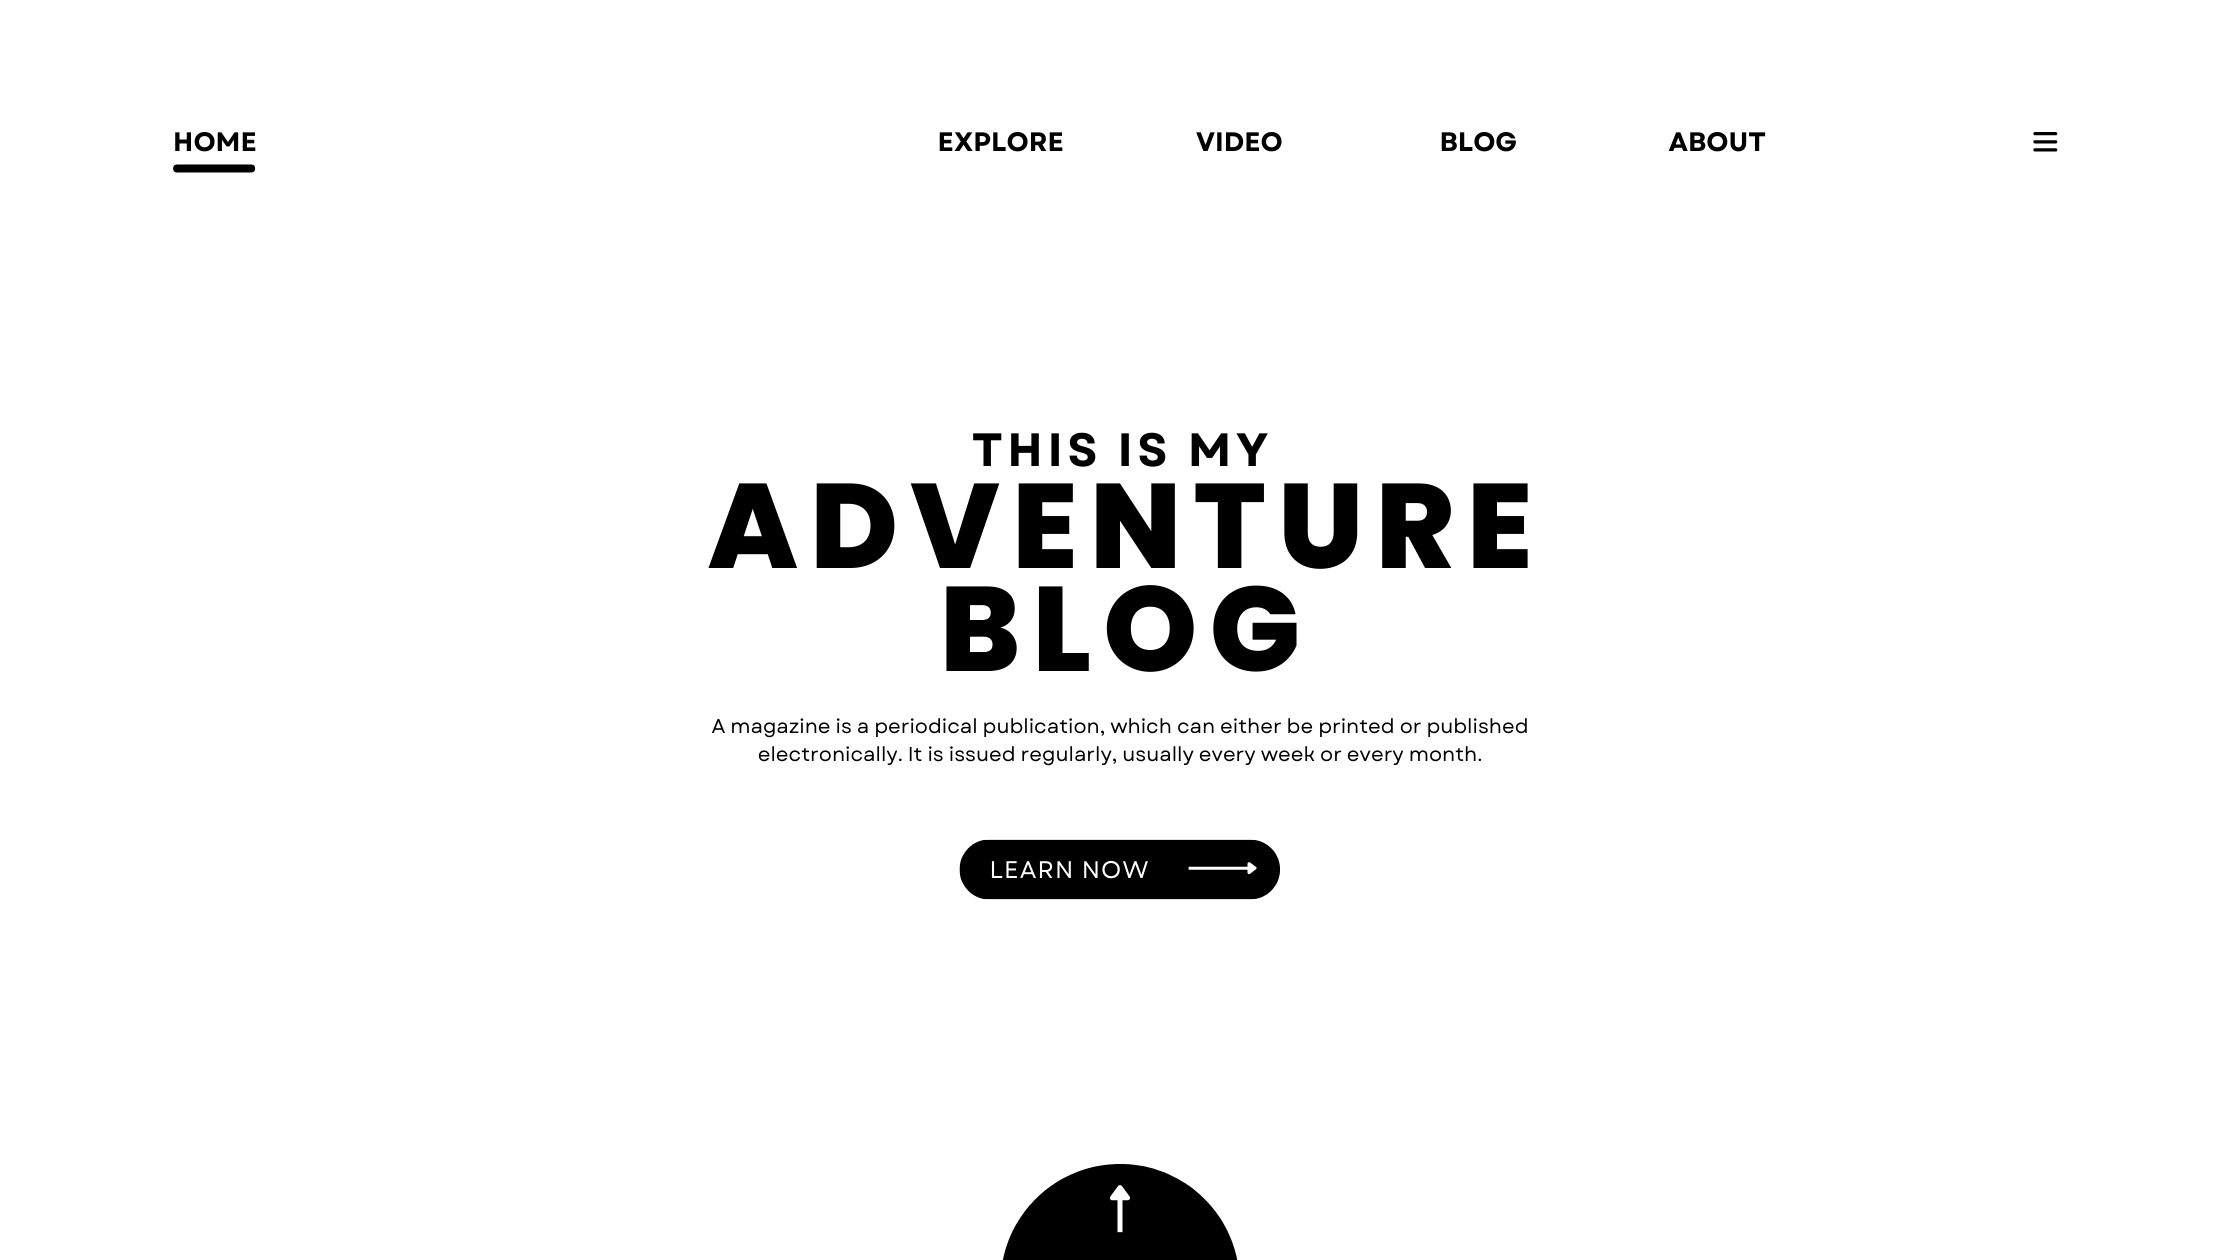 HOME EXPLORE VIDEO BLOG ABOUT
THIS IS MY
ADVENTURE
BLOG
A magazine is a periodical publication, which can either be printed or published
electronically. It is issued regularly, usually every week or every month.
LEARN NOW